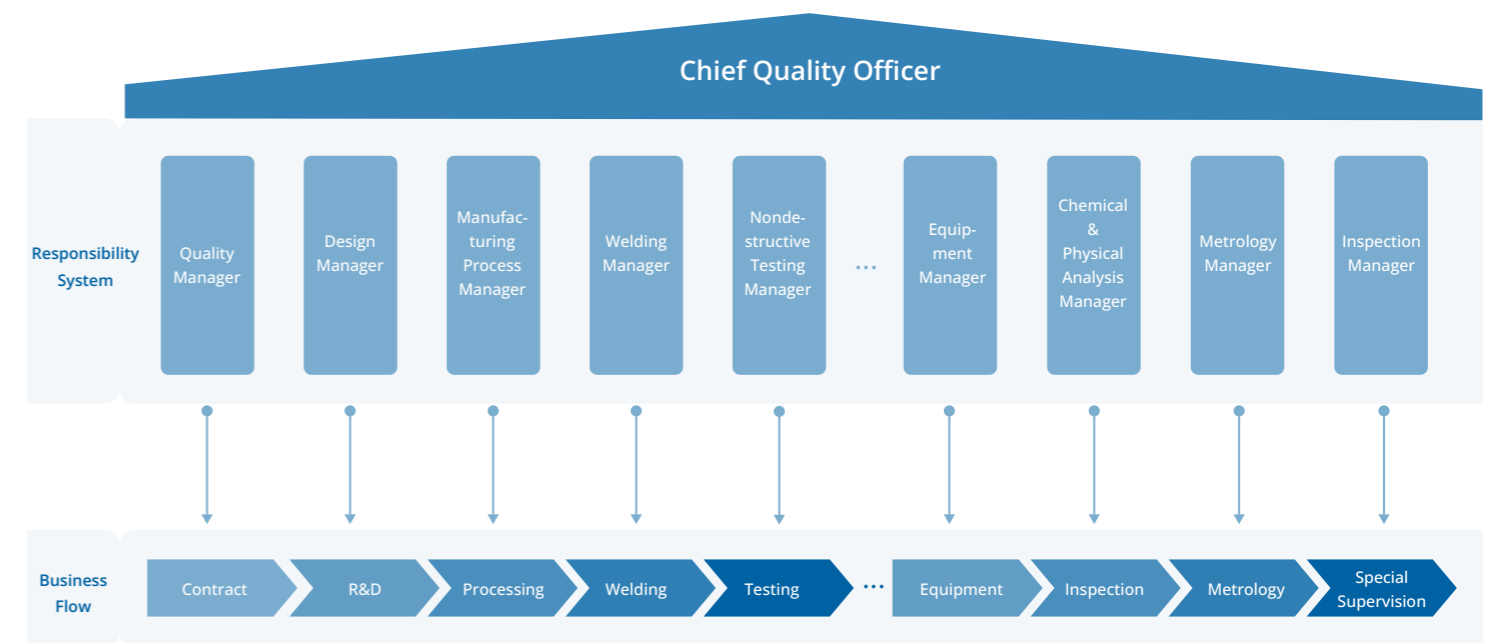 Chief Quality Officer
Responsibility
System
Quality
Manager
Design
Manager
Manufac-
turing
Process
Manager
Welding
Manager
Nonde-
structive
Testing
Manager
...
Equip-
ment
Manager
Chemical
&
Physical
Analysis
Manager
Metrology
Manager
Inspection
Manager
Business
Flow
Contract
R&D
Processing
Welding
Testing
...
Equipment
Inspection
Metrology
Special
Supervision